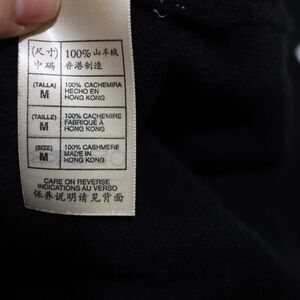 (尺寸) 100% 山羊绒
中码 香港制造
(TALLA) 100% CACHEMIRA
M HECHO EN
HONG KONG
(TAILLE) 100% CACHEMIRE
M FABRIQUÉ À
HONG KONG
(SIZE) 100% CASHMERE
M MADE IN
HONG KONG
CARE ON REVERSE
INDICATIONS AU VERSO
保养说明请见背面